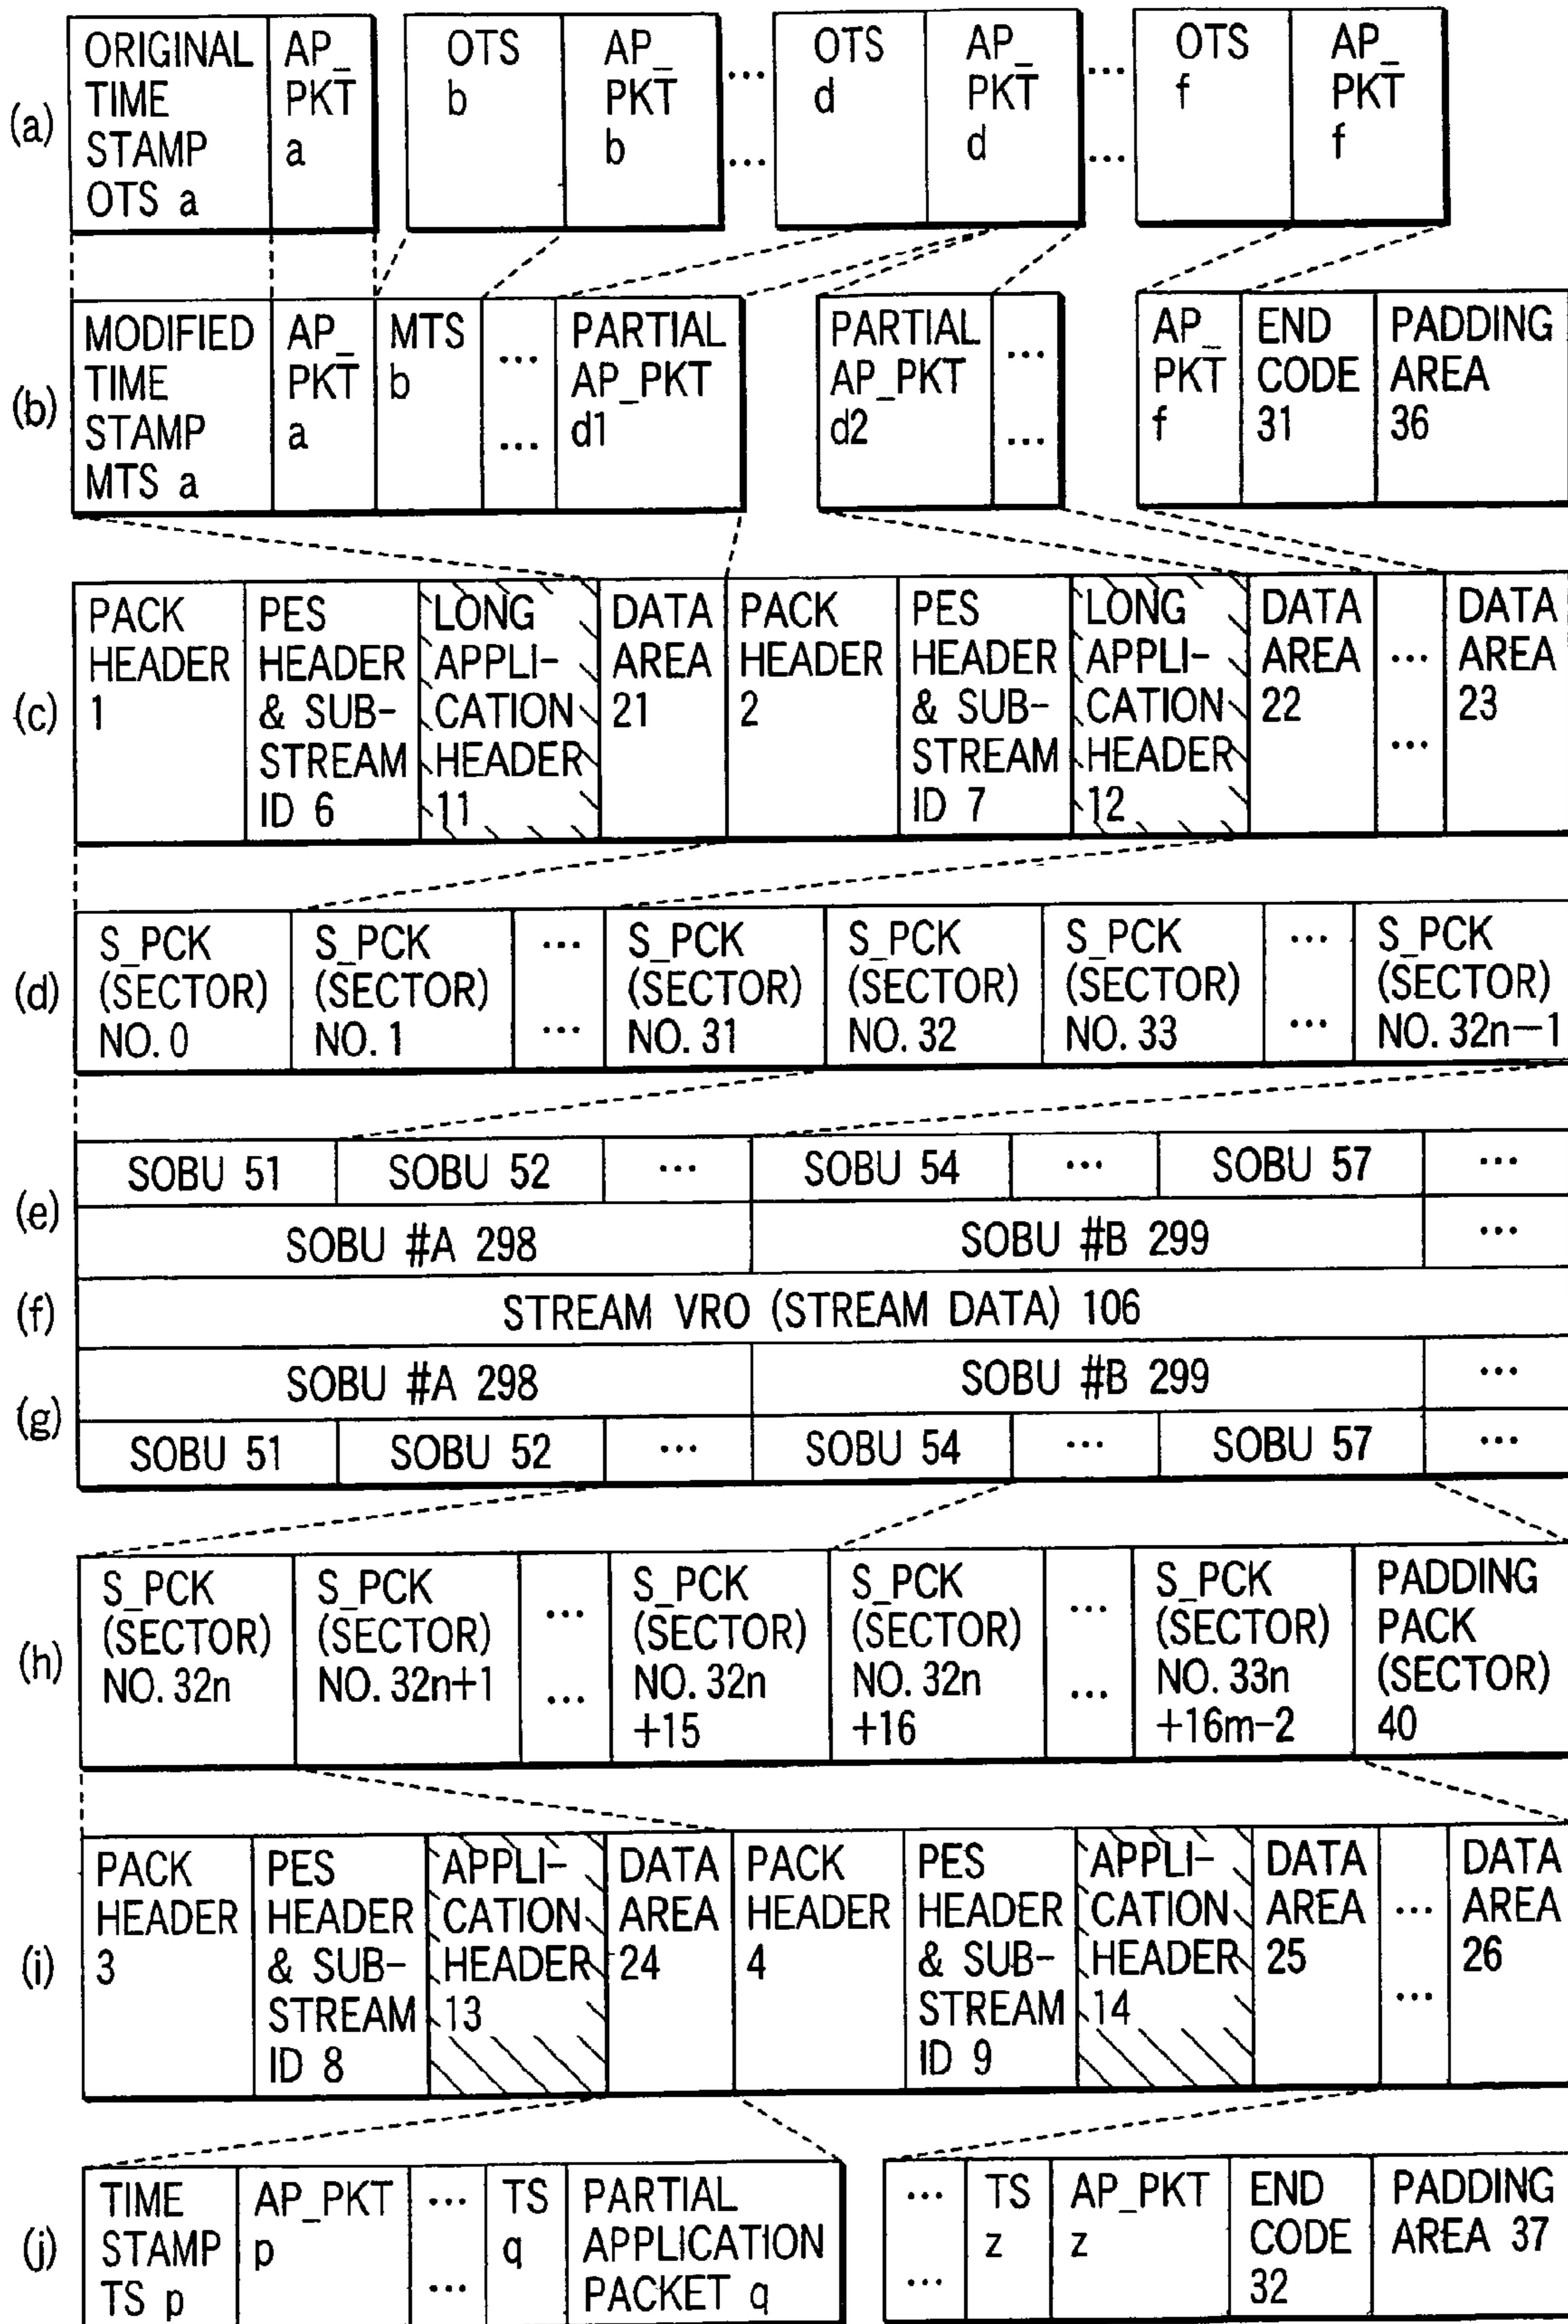 (a)
ORIGINAL
TIME
STAMP
OTS a
AP_
PKT
a
OTS
b
AP_
PKT
b
...
...
OTS
d
AP_
PKT
d
...
...
OTS
f
AP_
PKT
f
(b)
MODIFIED
TIME
STAMP
MTS a
AP_
PKT
a
MTS
b
...
...
PARTIAL
AP_PKT
d1
PARTIAL
AP_PKT
d2
...
...
AP_
PKT
f
END
CODE
31
PADDING
AREA
36
(c)
PACK
HEADER
1
PES
HEADER
& SUB-
STREAM
ID 6
LONG
APPLI-
CATION
HEADER
11
DATA
AREA
21
PACK
HEADER
2
PES
HEADER
& SUB-
STREAM
ID 7
LONG
APPLI-
CATION
HEADER
12
DATA
AREA
22
...
...
DATA
AREA
23
(d)
S_PCK
(SECTOR)
NO. 0
S_PCK
(SECTOR)
NO. 1
...
...
S_PCK
(SECTOR)
NO. 31
S_PCK
(SECTOR)
NO. 32
S_PCK
(SECTOR)
NO. 33
...
...
S_PCK
(SECTOR)
NO. 32n-1
(e)
SOBU 51
SOBU 52
...
SOBU 54
...
SOBU 57
...
SOBU #A 298
SOBU #B 299
...
(f)
STREAM VRO (STREAM DATA) 106
(g)
SOBU #A 298
SOBU #B 299
...
SOBU 51
SOBU 52
...
SOBU 54
...
SOBU 57
...
(h)
S_PCK
(SECTOR)
NO. 32n
S_PCK
(SECTOR)
NO. 32n+1
...
...
S_PCK
(SECTOR)
NO. 32n
+15
S_PCK
(SECTOR)
NO. 32n
+16
...
...
S_PCK
(SECTOR)
NO. 33n
+16m-2
PADDING
PACK
(SECTOR)
40
(i)
PACK
HEADER
3
PES
HEADER
& SUB-
STREAM
ID 8
APPLI-
CATION
HEADER
13
DATA
AREA
24
PACK
HEADER
4
PES
HEADER
& SUB-
STREAM
ID 9
APPLI-
CATION
HEADER
14
DATA
AREA
25
...
...
DATA
AREA
26
(j)
TIME
STAMP
TS p
AP_PKT
p
...
...
TS
q
PARTIAL
APPLICATION
PACKET q
...
...
TS
z
AP_PKT
z
END
CODE
32
PADDING
AREA 37